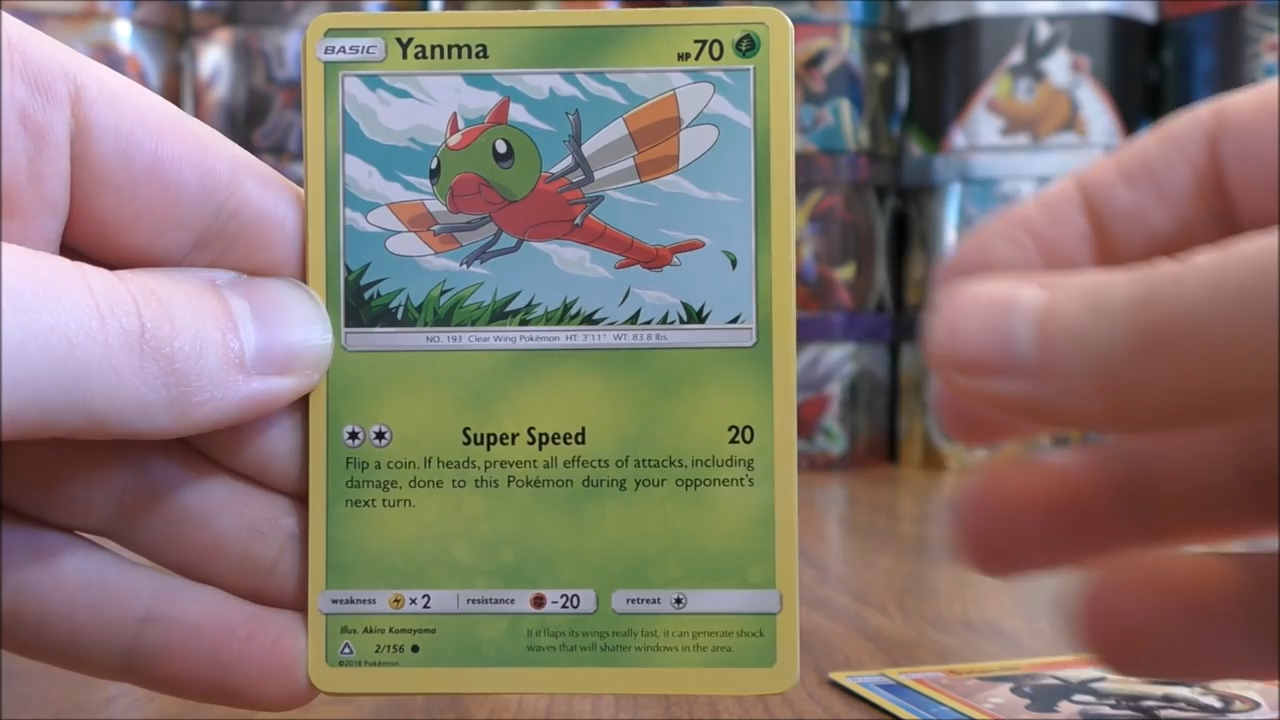 BASIC Yanma HP70
NO. 193 Clear Wing Pokémon HT. 3'11" WT. 83.8 lbs.
Super Speed 20
Flip a coin. If heads, prevent all effects of attacks, including
damage, done to this Pokémon during your opponent's
next turn.
weakness ×2 resistance -20 retreat
Illus. Akira Komayama
2/156
©2018 Pokémon
If it flaps its wings really fast, it can generate shock
waves that will shatter windows in the area.